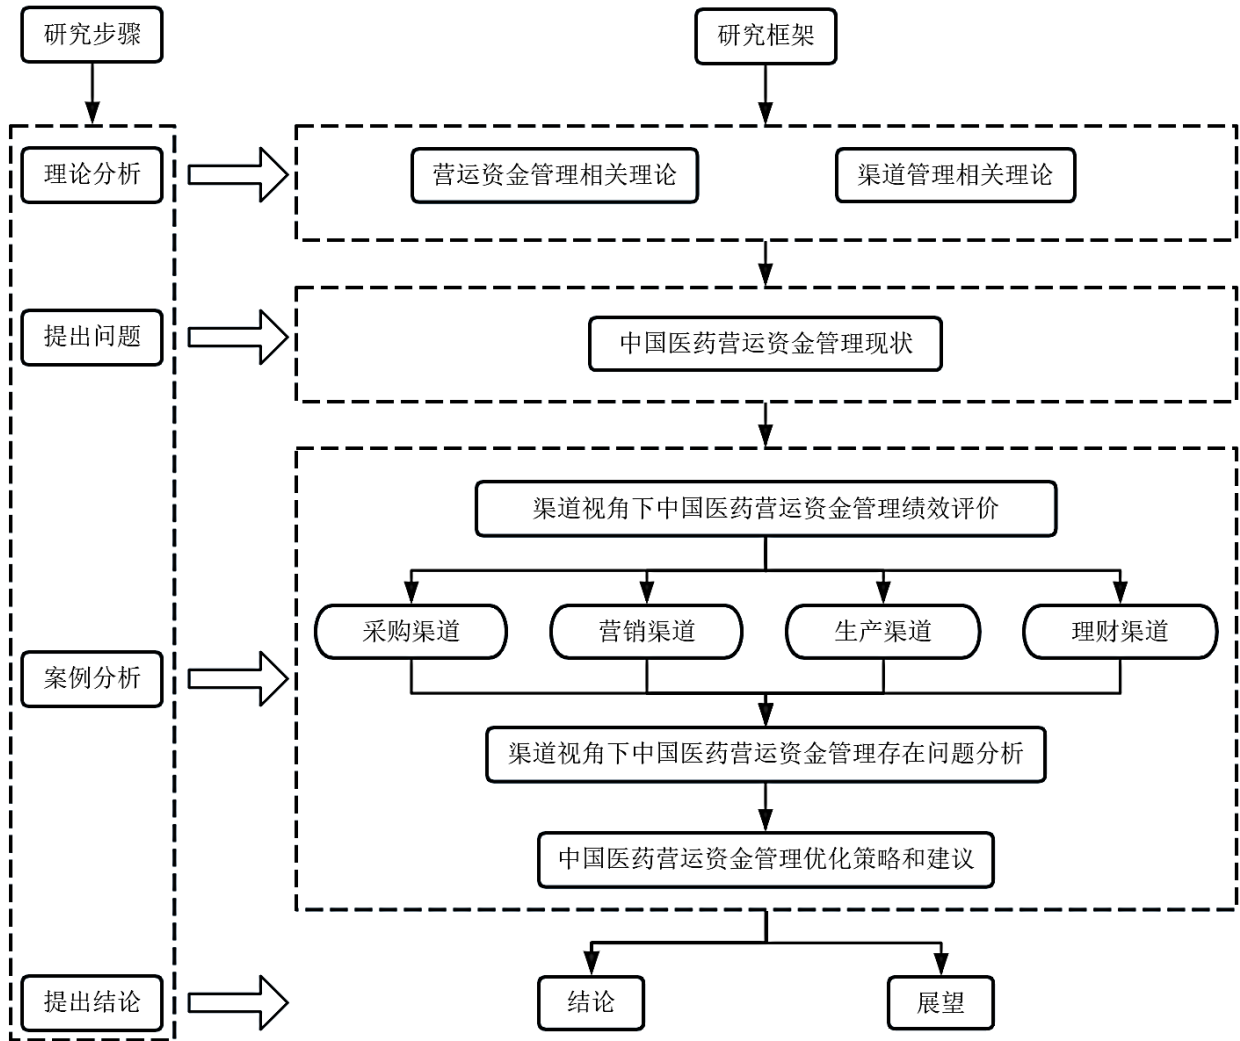 研究步骤
研究框架
理论分析
营运资金管理相关理论
渠道管理相关理论
提出问题
中国医药营运资金管理现状
渠道视角下中国医药营运资金管理绩效评价
采购渠道
营销渠道
生产渠道
理财渠道
案例分析
渠道视角下中国医药营运资金管理存在问题分析
中国医药营运资金管理优化策略和建议
提出结论
结论
展望